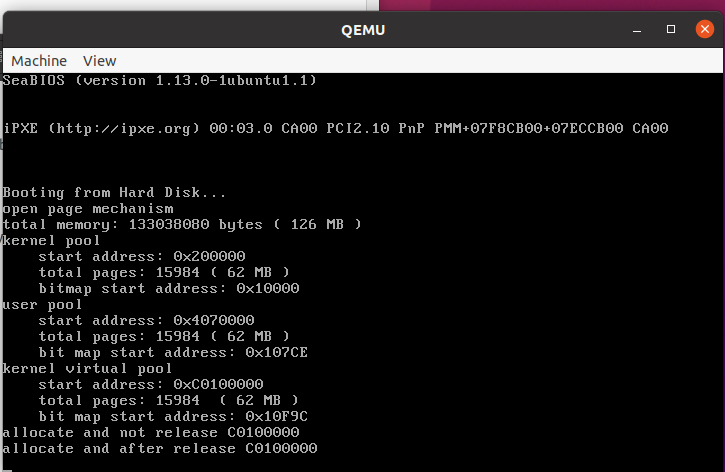 QEMU
Machine View
SeaBIOS (version 1.13.0-1ubuntu1.1)
iPXE (http://ipxe.org) 00:03.0 CA00 PCI2.10 PnP PMM+07F8CB00+07ECCB00 CA00
Booting from Hard Disk...
open page mechanism
total memory: 133038080 bytes ( 126 MB )
kernel pool
    start address: 0x200000
    total pages: 15984 ( 62 MB )
    bitmap start address: 0x10000
user pool
    start address: 0x4070000
    total pages: 15984 ( 62 MB )
    bit map start address: 0x107CE
kernel virtual pool
    start address: 0xC0100000
    total pages: 15984  ( 62 MB )
    bit map start address: 0x10F9C
allocate and not release C0100000
allocate and after release C0100000